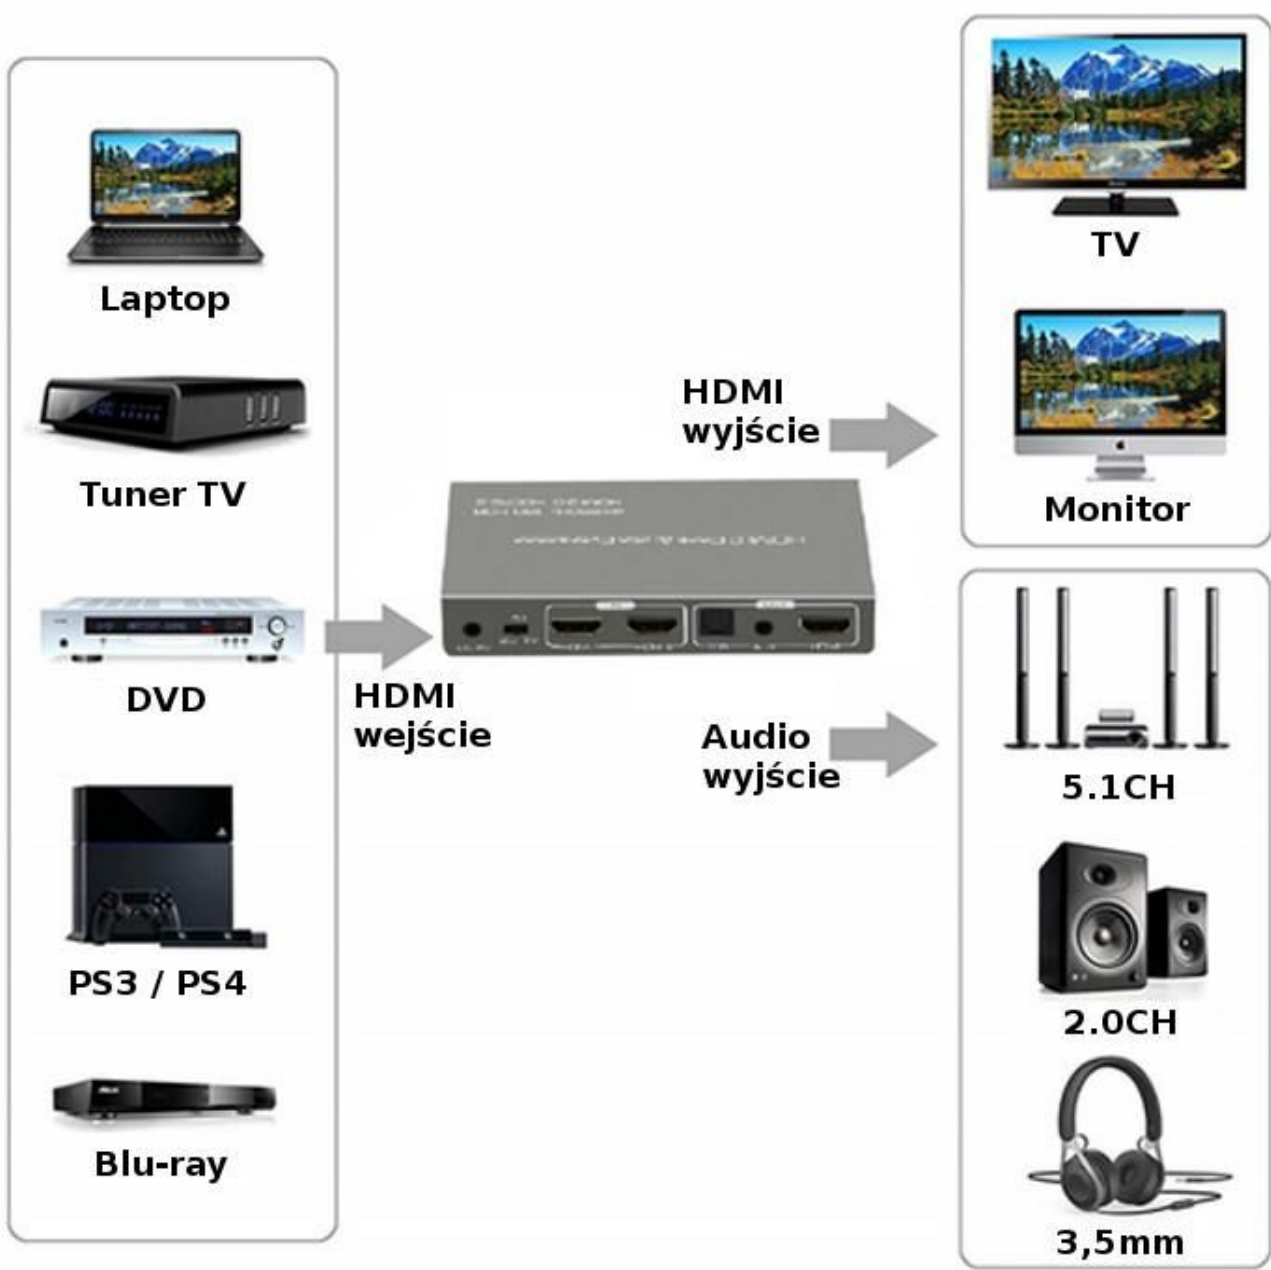 Laptop
Tuner TV
DVD
PS3 / PS4
Blu-ray
HDMI
wejście
HDMI
wyjście
Audio
wyjście
TV
Monitor
5.1CH
2.0CH
3,5mm